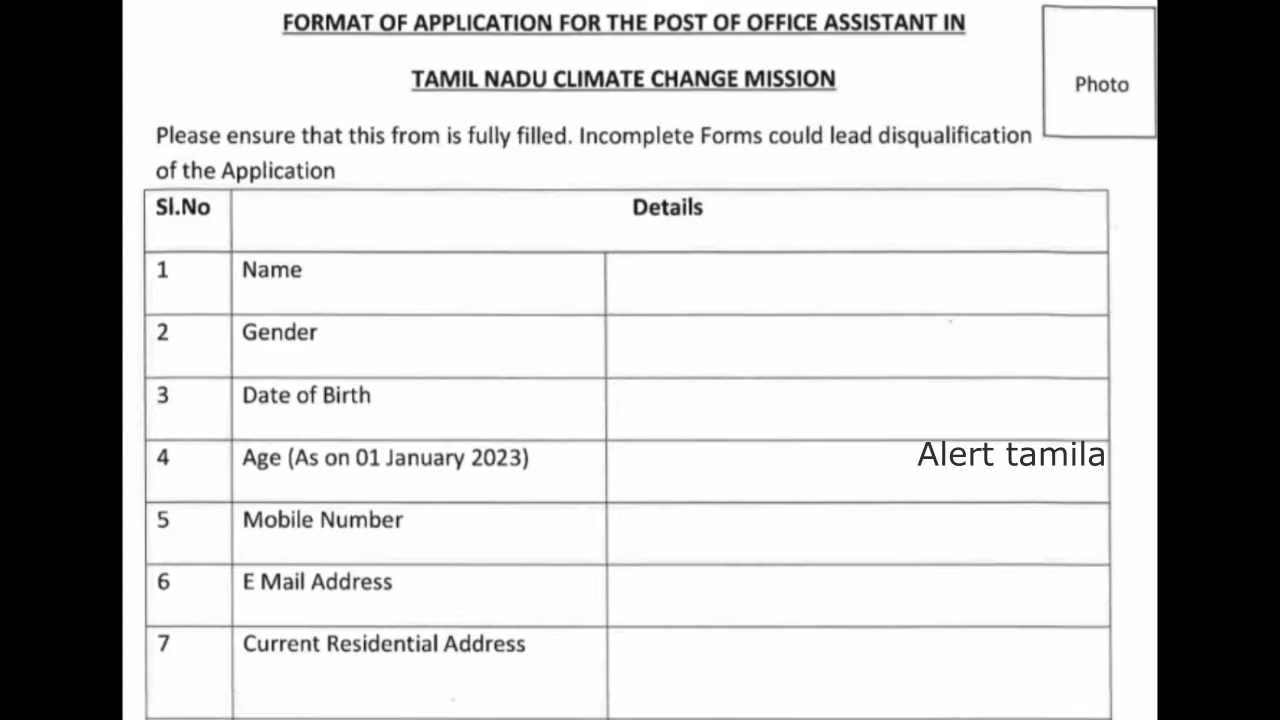 FORMAT OF APPLICATION FOR THE POST OF OFFICE ASSISTANT IN
TAMIL NADU CLIMATE CHANGE MISSION
Photo
Please ensure that this from is fully filled. Incomplete Forms could lead disqualification
of the Application
Sl.No Details
1 Name
2 Gender
3 Date of Birth
4 Age (As on 01 January 2023) Alert tamila
5 Mobile Number
6 E Mail Address
7 Current Residential Address